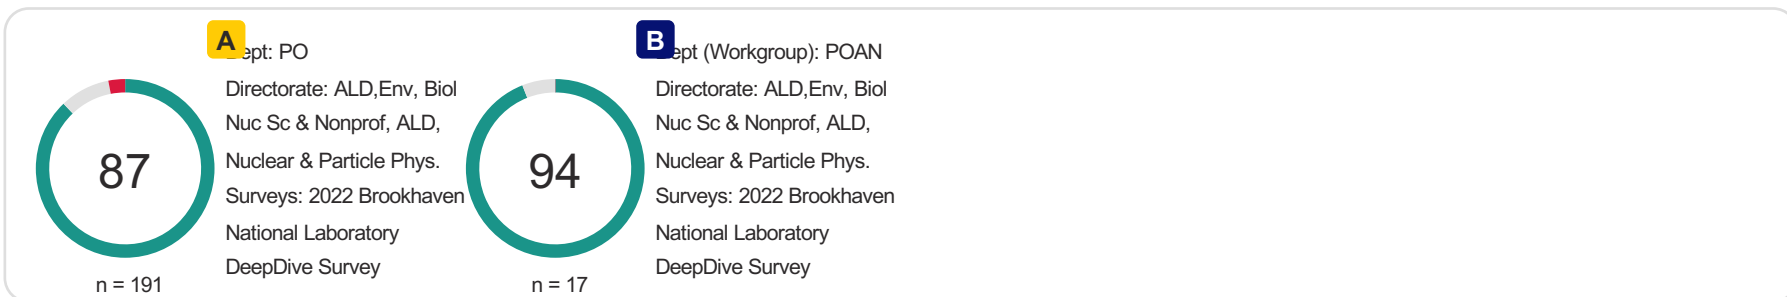 A
ept: PO
Directorate: ALD,Env, Biol
Nuc Sc & Nonprof, ALD,
Nuclear & Particle Phys.
Surveys: 2022 Brookhaven
National Laboratory
DeepDive Survey
87
n = 191
B
ept (Workgroup): POAN
Directorate: ALD,Env, Biol
Nuc Sc & Nonprof, ALD,
Nuclear & Particle Phys.
Surveys: 2022 Brookhaven
National Laboratory
DeepDive Survey
94
n = 17